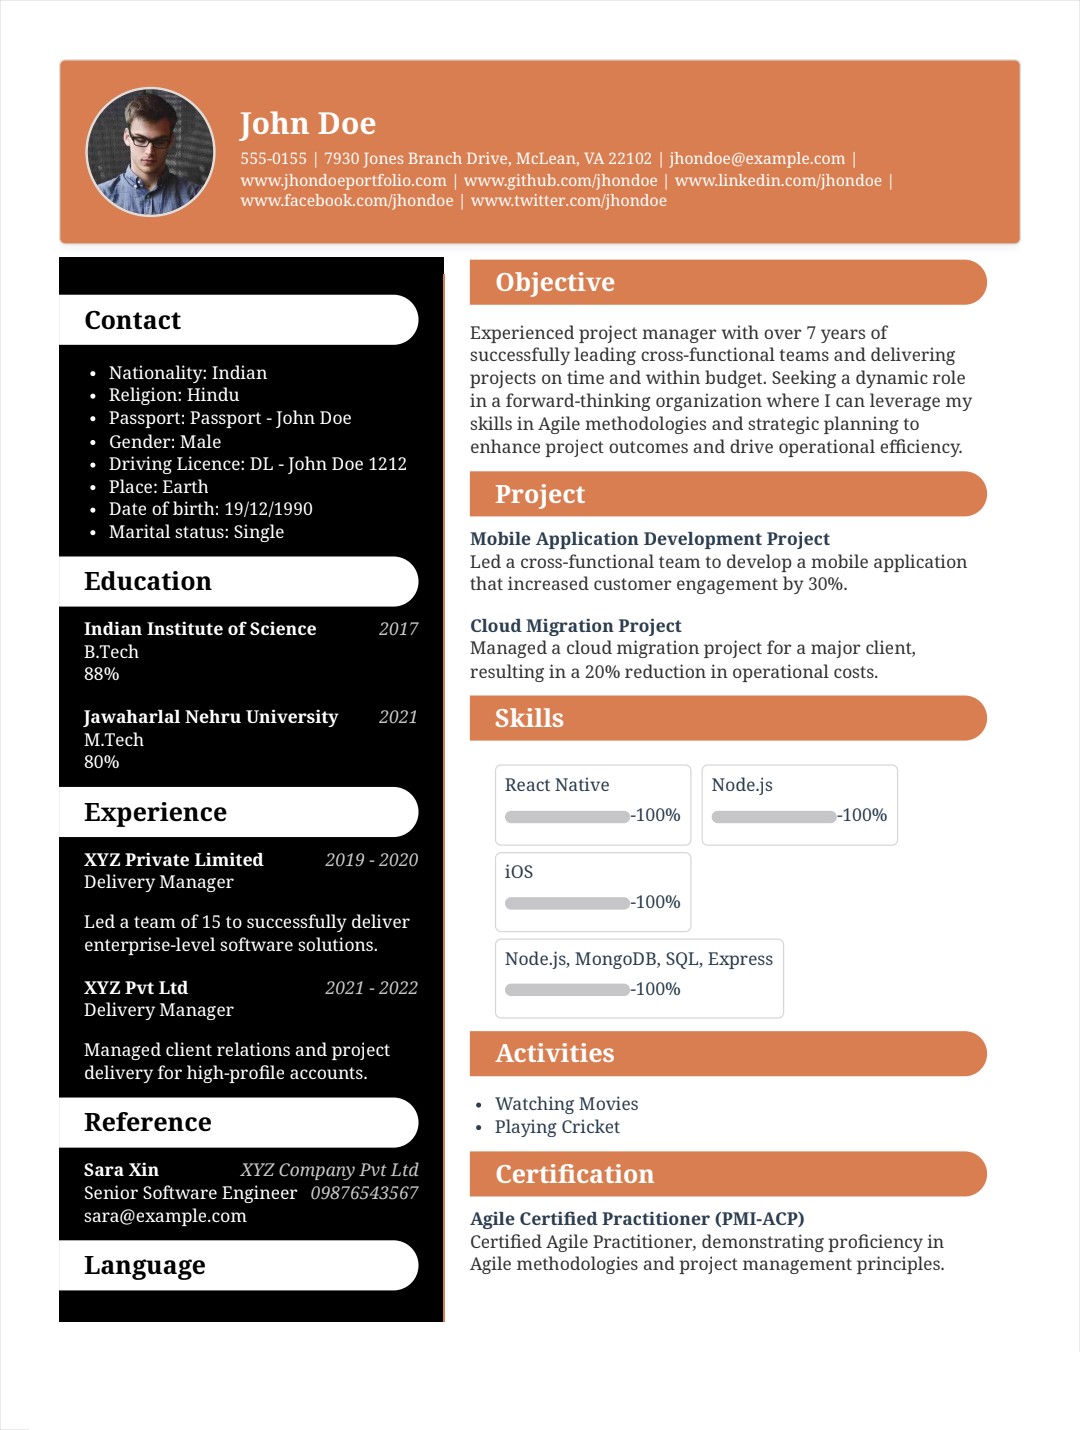 John Doe
555-0155 | 7930 Jones Branch Drive, McLean, VA 22102 | jhondoe@example.com |
www.jhondoeportfolio.com | www.github.com/jhondoe | www.linkedin.com/jhondoe |
www.facebook.com/jhondoe | www.twitter.com/jhondoe
Contact
• Nationality: Indian
• Religion: Hindu
• Passport: Passport - John Doe
• Gender: Male
• Driving Licence: DL - John Doe 1212
• Place: Earth
• Date of birth: 19/12/1990
• Marital status: Single
Education
Indian Institute of Science 2017
B.Tech
88%
Jawaharlal Nehru University 2021
M.Tech
80%
Experience
XYZ Private Limited 2019 - 2020
Delivery Manager
Led a team of 15 to successfully deliver
enterprise-level software solutions.
XYZ Pvt Ltd 2021 - 2022
Delivery Manager
Managed client relations and project
delivery for high-profile accounts.
Reference
Sara Xin XYZ Company Pvt Ltd
Senior Software Engineer 09876543567
sara@example.com
Language
Objective
Experienced project manager with over 7 years of
successfully leading cross-functional teams and delivering
projects on time and within budget. Seeking a dynamic role
in a forward-thinking organization where I can leverage my
skills in Agile methodologies and strategic planning to
enhance project outcomes and drive operational efficiency.
Project
Mobile Application Development Project
Led a cross-functional team to develop a mobile application
that increased customer engagement by 30%.
Cloud Migration Project
Managed a cloud migration project for a major client,
resulting in a 20% reduction in operational costs.
Skills
React Native
-100%
Node.js
-100%
iOS
-100%
Node.js, MongoDB, SQL, Express
-100%
Activities
• Watching Movies
• Playing Cricket
Certification
Agile Certified Practitioner (PMI-ACP)
Certified Agile Practitioner, demonstrating proficiency in
Agile methodologies and project management principles.